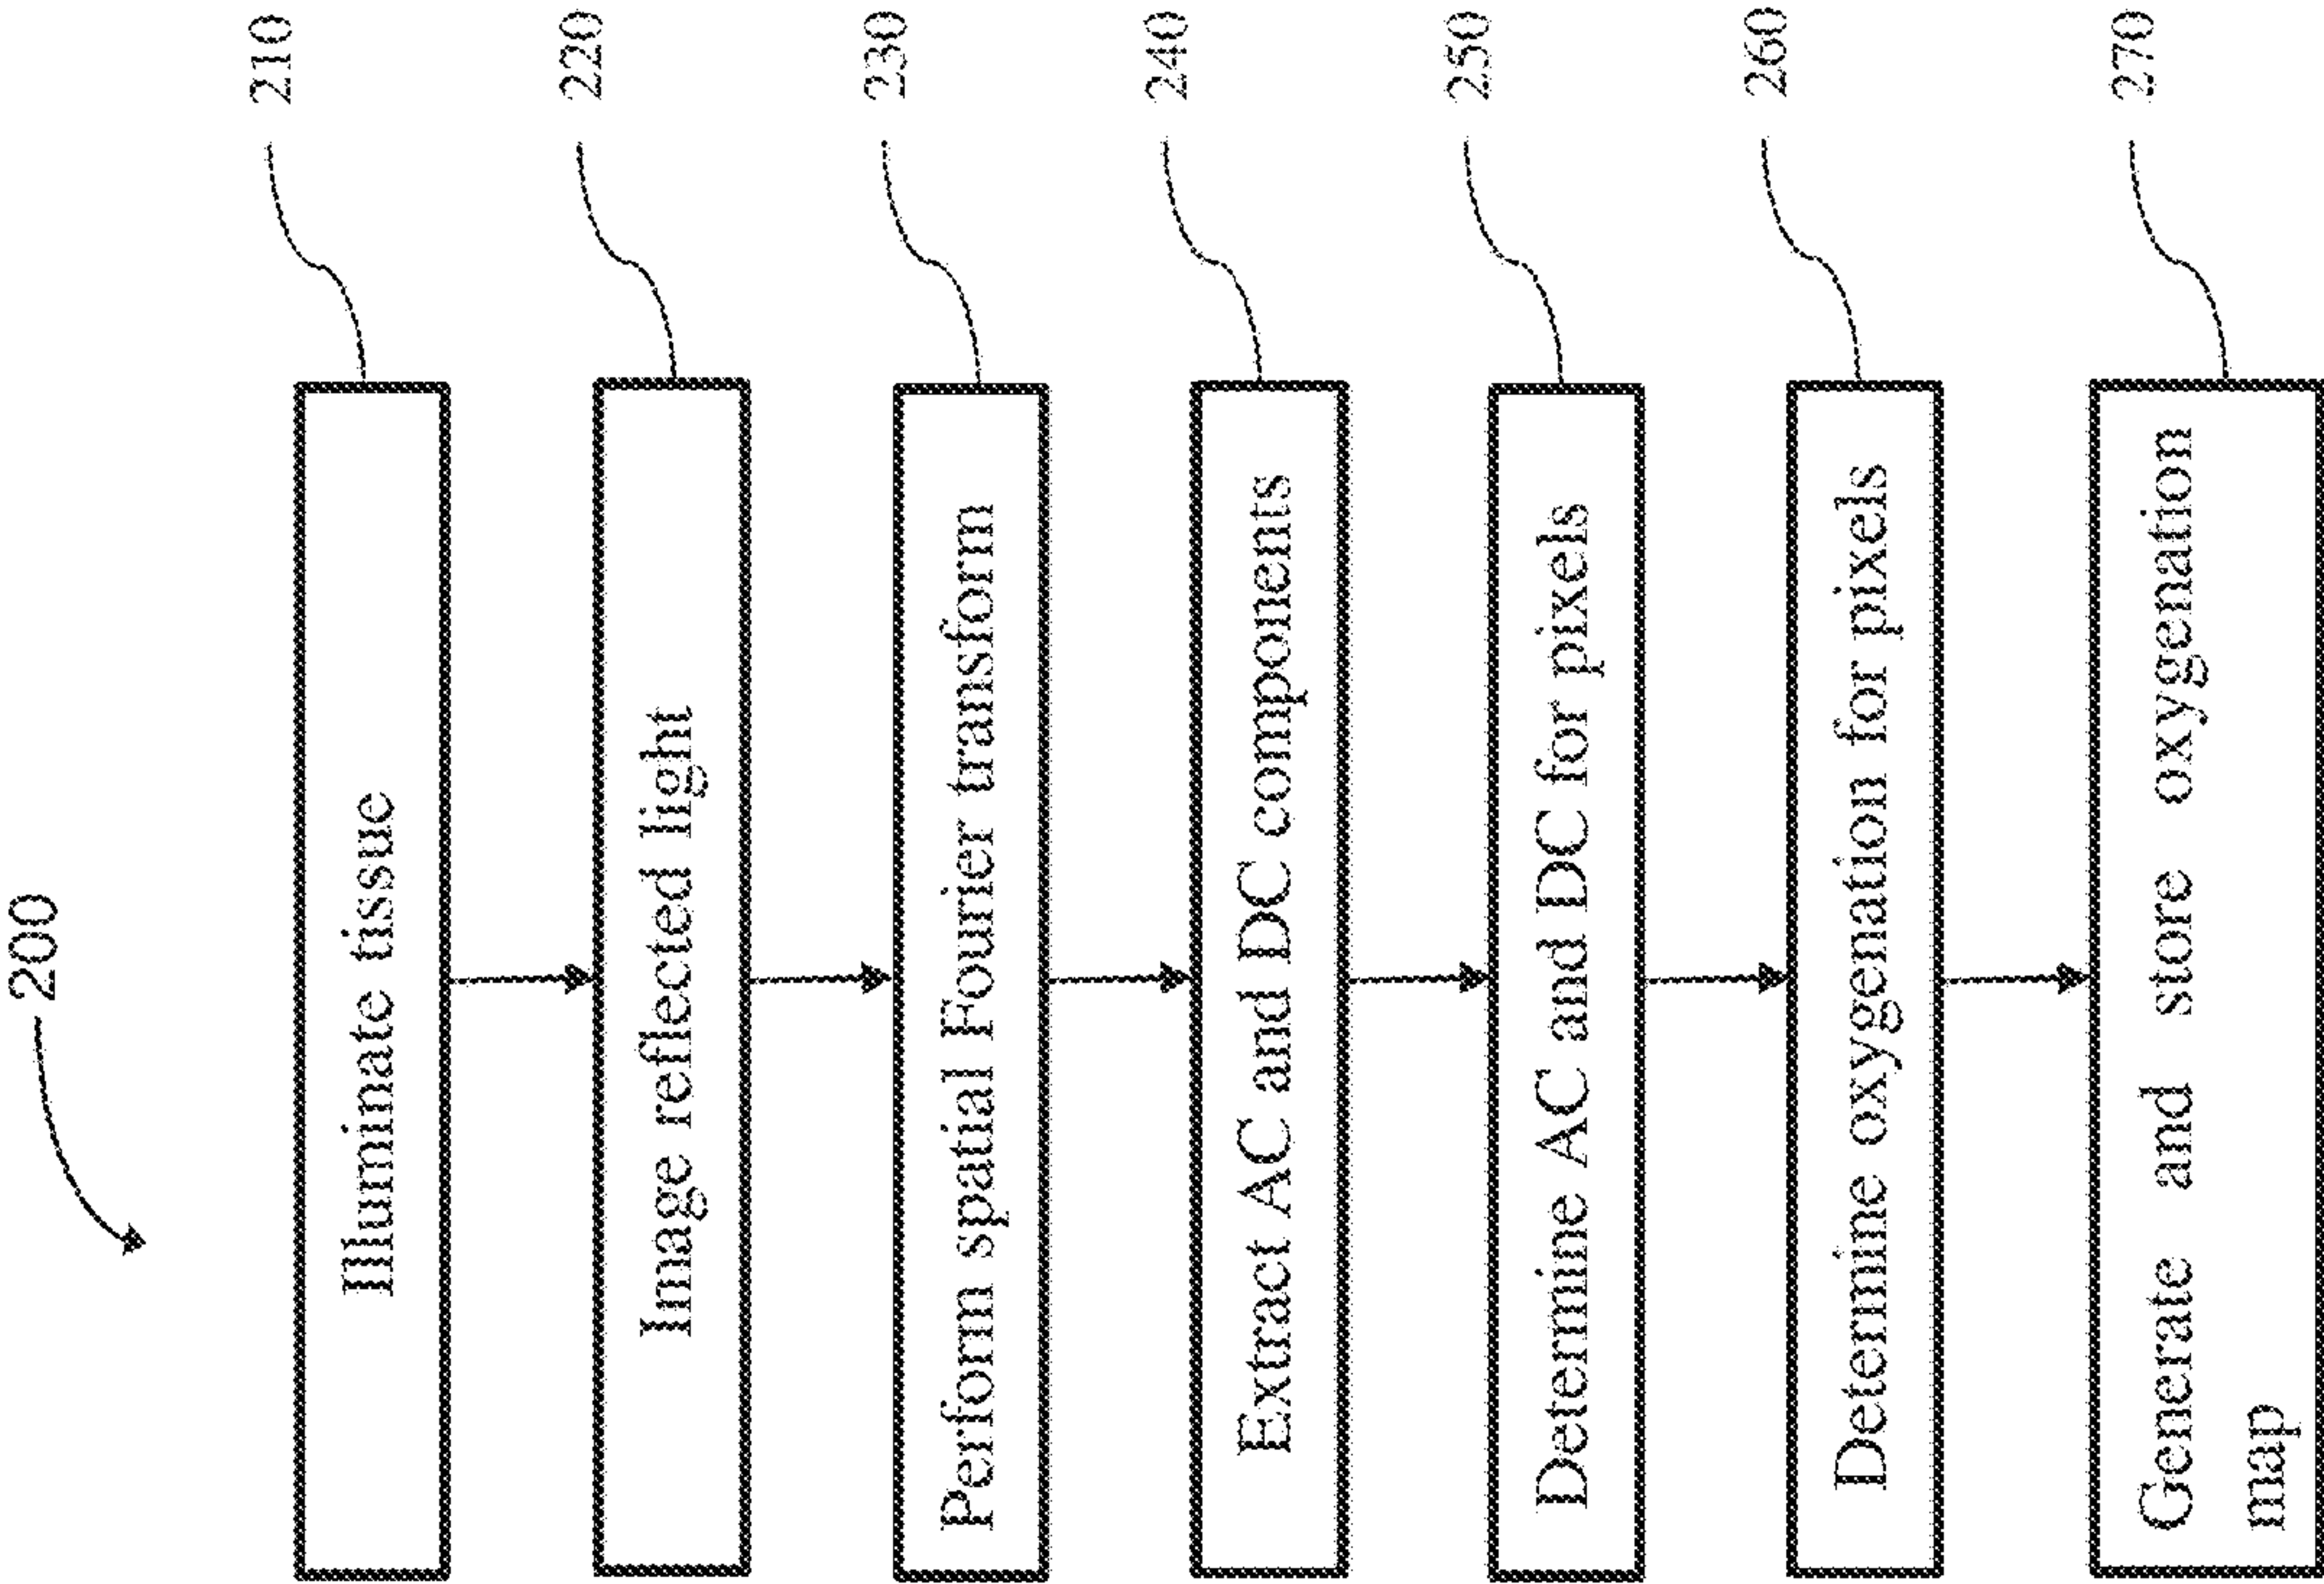 200
Illuminate tissue
210
Image reflected light
220
Perform spatial Fourier transform
230
Extract AC and DC components
240
Determine AC and DC for pixels
250
Determine oxygenation for pixels
260
Generate and store oxygenation
map
270